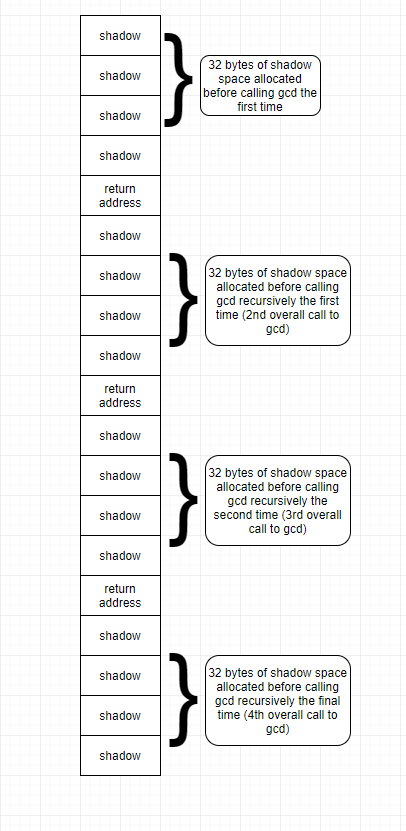 shadow
shadow
shadow
shadow
32 bytes of shadow
space allocated
before calling gcd the
first time
return
address
shadow
shadow
shadow
shadow
32 bytes of shadow space
allocated before calling
gcd recursively the first
time (2nd overall call to
gcd)
return
address
shadow
shadow
shadow
shadow
32 bytes of shadow space
allocated before calling
gcd recursively the
second time (3rd overall
call to gcd)
return
address
shadow
shadow
shadow
shadow
32 bytes of shadow space
allocated before calling
gcd recursively the final
time (4th overall call to
gcd)